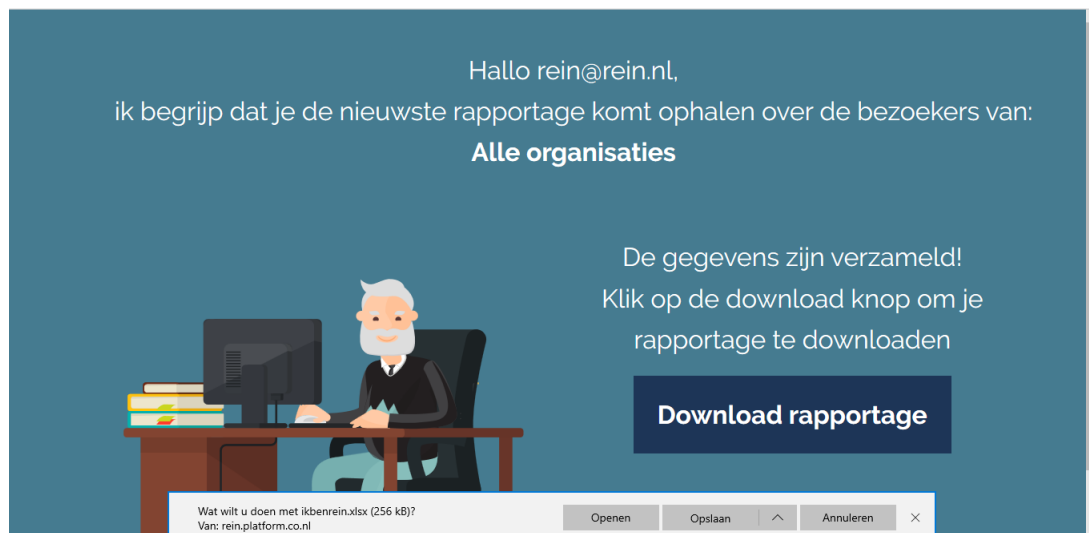 Hallo rein@rein.nl,
ik begrijp dat je de nieuwste rapportage komt ophalen over de bezoekers van:
Alle organisaties
De gegevens zijn verzameld!
Klik op de download knop om je
rapportage te downloaden
Download rapportage
Wat wilt u doen met ikbenrein.xlsx (256 kB)?
Van: rein.platform.co.nl
Openen
Opslaan
Annuleren